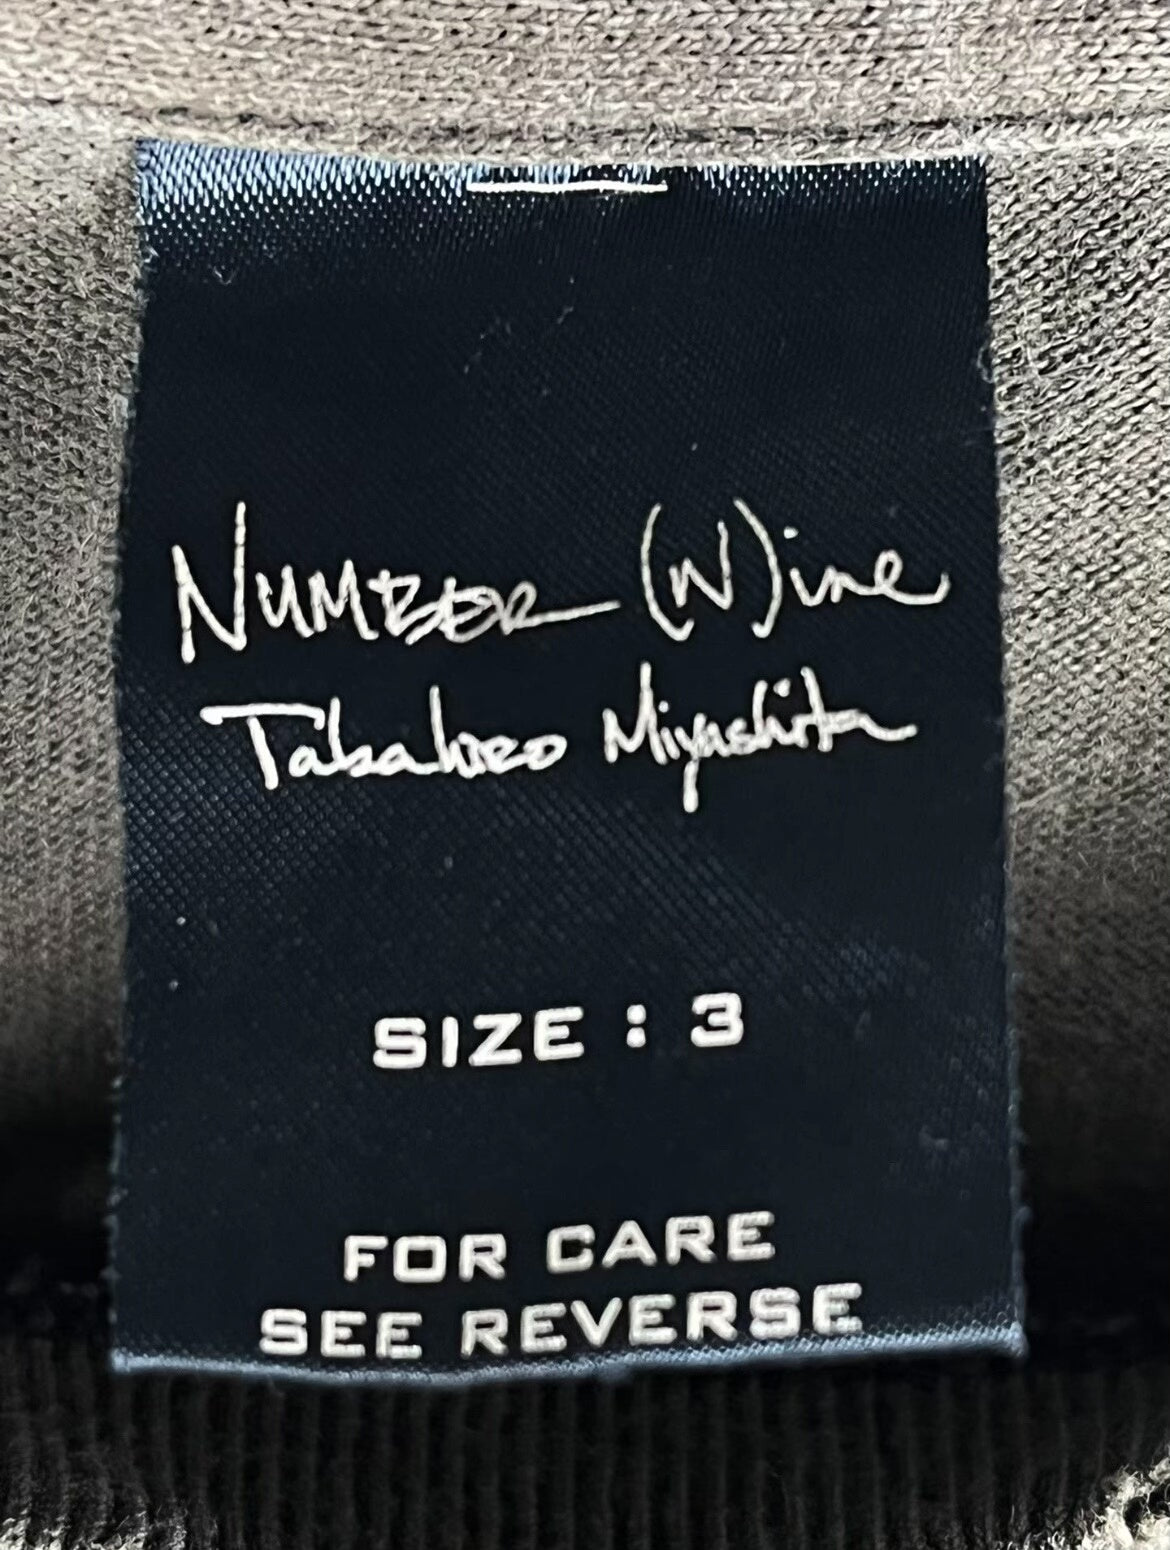 NUMBER (N)ine
Takahiro Miyashita
SIZE : 3
FOR CARE
SEE REVERSE